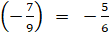 (-7/9) = -5/6